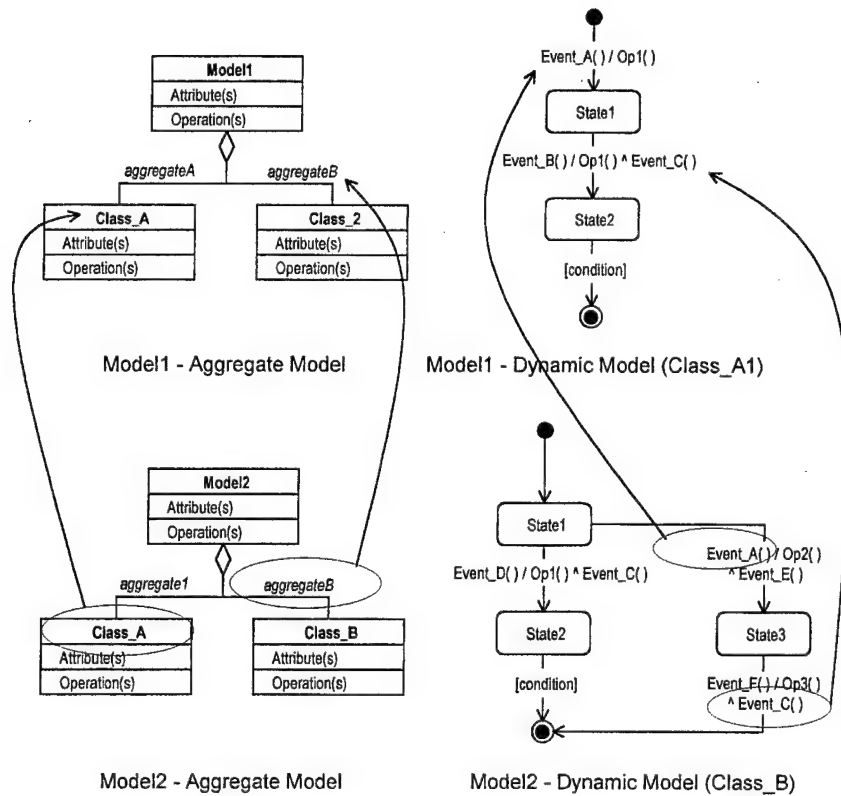 Model1
Attribute(s)
Operation(s)
aggregateA
aggregateB
Class_A
Attribute(s)
Operation(s)
Class_2
Attribute(s)
Operation(s)
Model1 - Aggregate Model
Event_A( ) / Op1( )
State1
Event_B( ) / Op1( ) ^ Event_C( )
State2
[condition]
Model1 - Dynamic Model (Class_A1)
Model2
Attribute(s)
Operation(s)
aggregate1
aggregateB
Class_A
Attribute(s)
Operation(s)
Class_B
Attribute(s)
Operation(s)
Model2 - Aggregate Model
State1
Event_A( ) / Op2( )
^ Event_E( )
Event_D( ) / Op1( ) ^ Event_C( )
State2
State3
[condition]
Event_E( ) / Op3( )
^ Event_C( )
Model2 - Dynamic Model (Class_B)